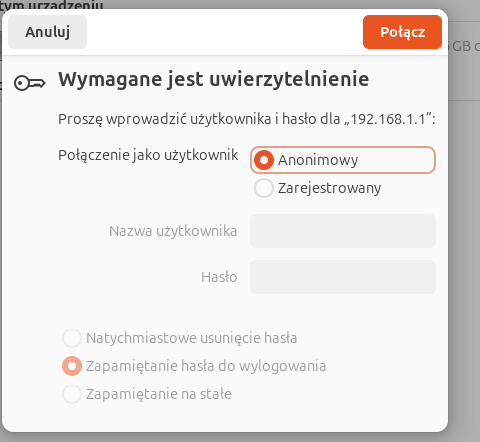 tym urządzeniu
Anuluj
Połącz
GB
Wymagane jest uwierzytelnienie
Proszę wprowadzić użytkownika i hasło dla „192.168.1.1”:
Połączenie jako użytkownik
Anonimowy
Zarejestrowany
Nazwa użytkownika
Hasło
Natychmiastowe usunięcie hasła
Zapamiętanie hasła do wylogowania
Zapamiętanie na stałe